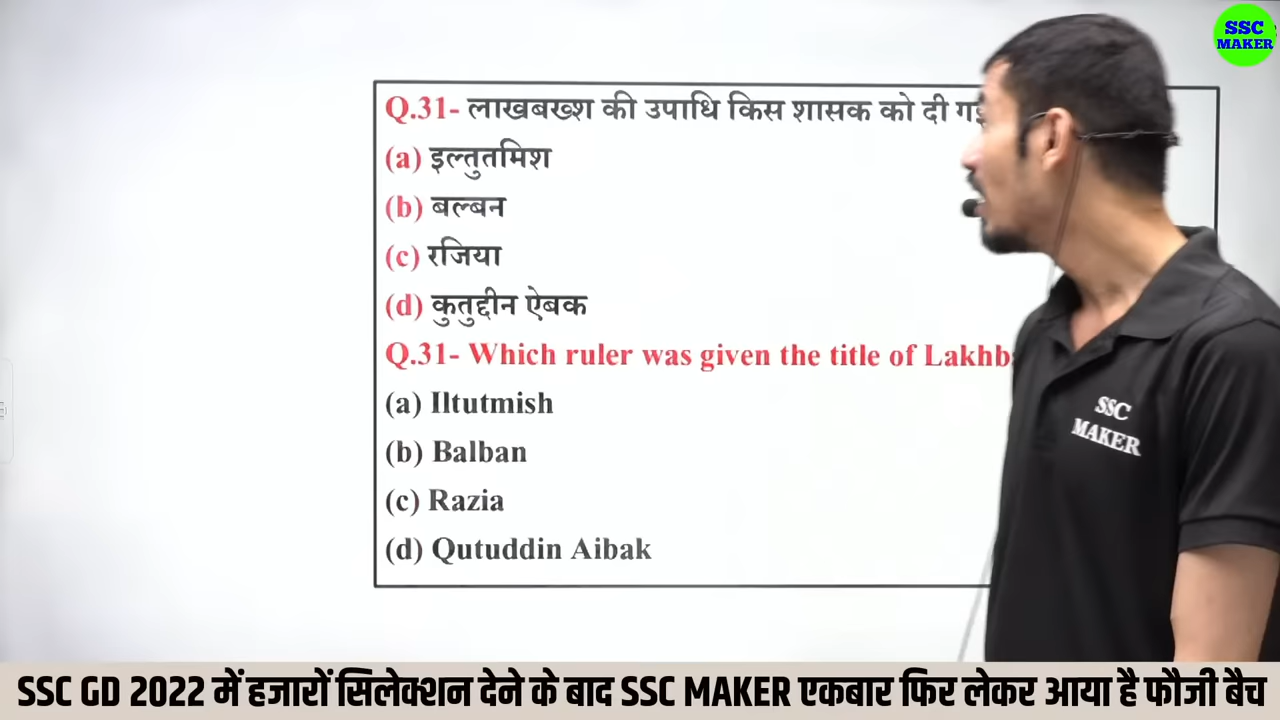 SSC
MAKER
Q.31- लाखबख्श की उपाधि किस शासक को दी
(a) इल्तुतमिश
(b) बल्बन
(c) रजिया
(d) कुतुद्दीन ऐबक
Q.31- Which ruler was given the title of
(a) Iltutmish
(b) Balban
(c) Razia
(d) Qutuddin Aibak
SSC
MAKER
SSC GD 2022 में हजारों सिलेक्शन देने के बाद SSC MAKER एकबार फिर लेकर आया है फौजी बैच